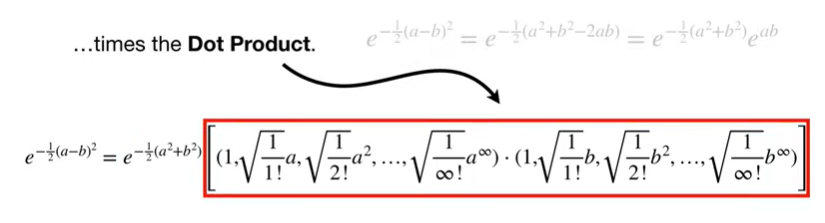 …times the Dot Product.
e^{-\frac{1}{2}(a-b)^2} = e^{-\frac{1}{2}(a^2+b^2-2ab)} = e^{-\frac{1}{2}(a^2+b^2)}e^{ab}
e^{-\frac{1}{2}(a-b)^2} = e^{-\frac{1}{2}(a^2+b^2)}\left[(1,\sqrt{\frac{1}{1!}}a,\sqrt{\frac{1}{2!}}a^2,…,\sqrt{\frac{1}{\infty!}}a^\infty)\cdot(1,\sqrt{\frac{1}{1!}}b,\sqrt{\frac{1}{2!}}b^2,…,\sqrt{\frac{1}{\infty!}}b^\infty)\right]